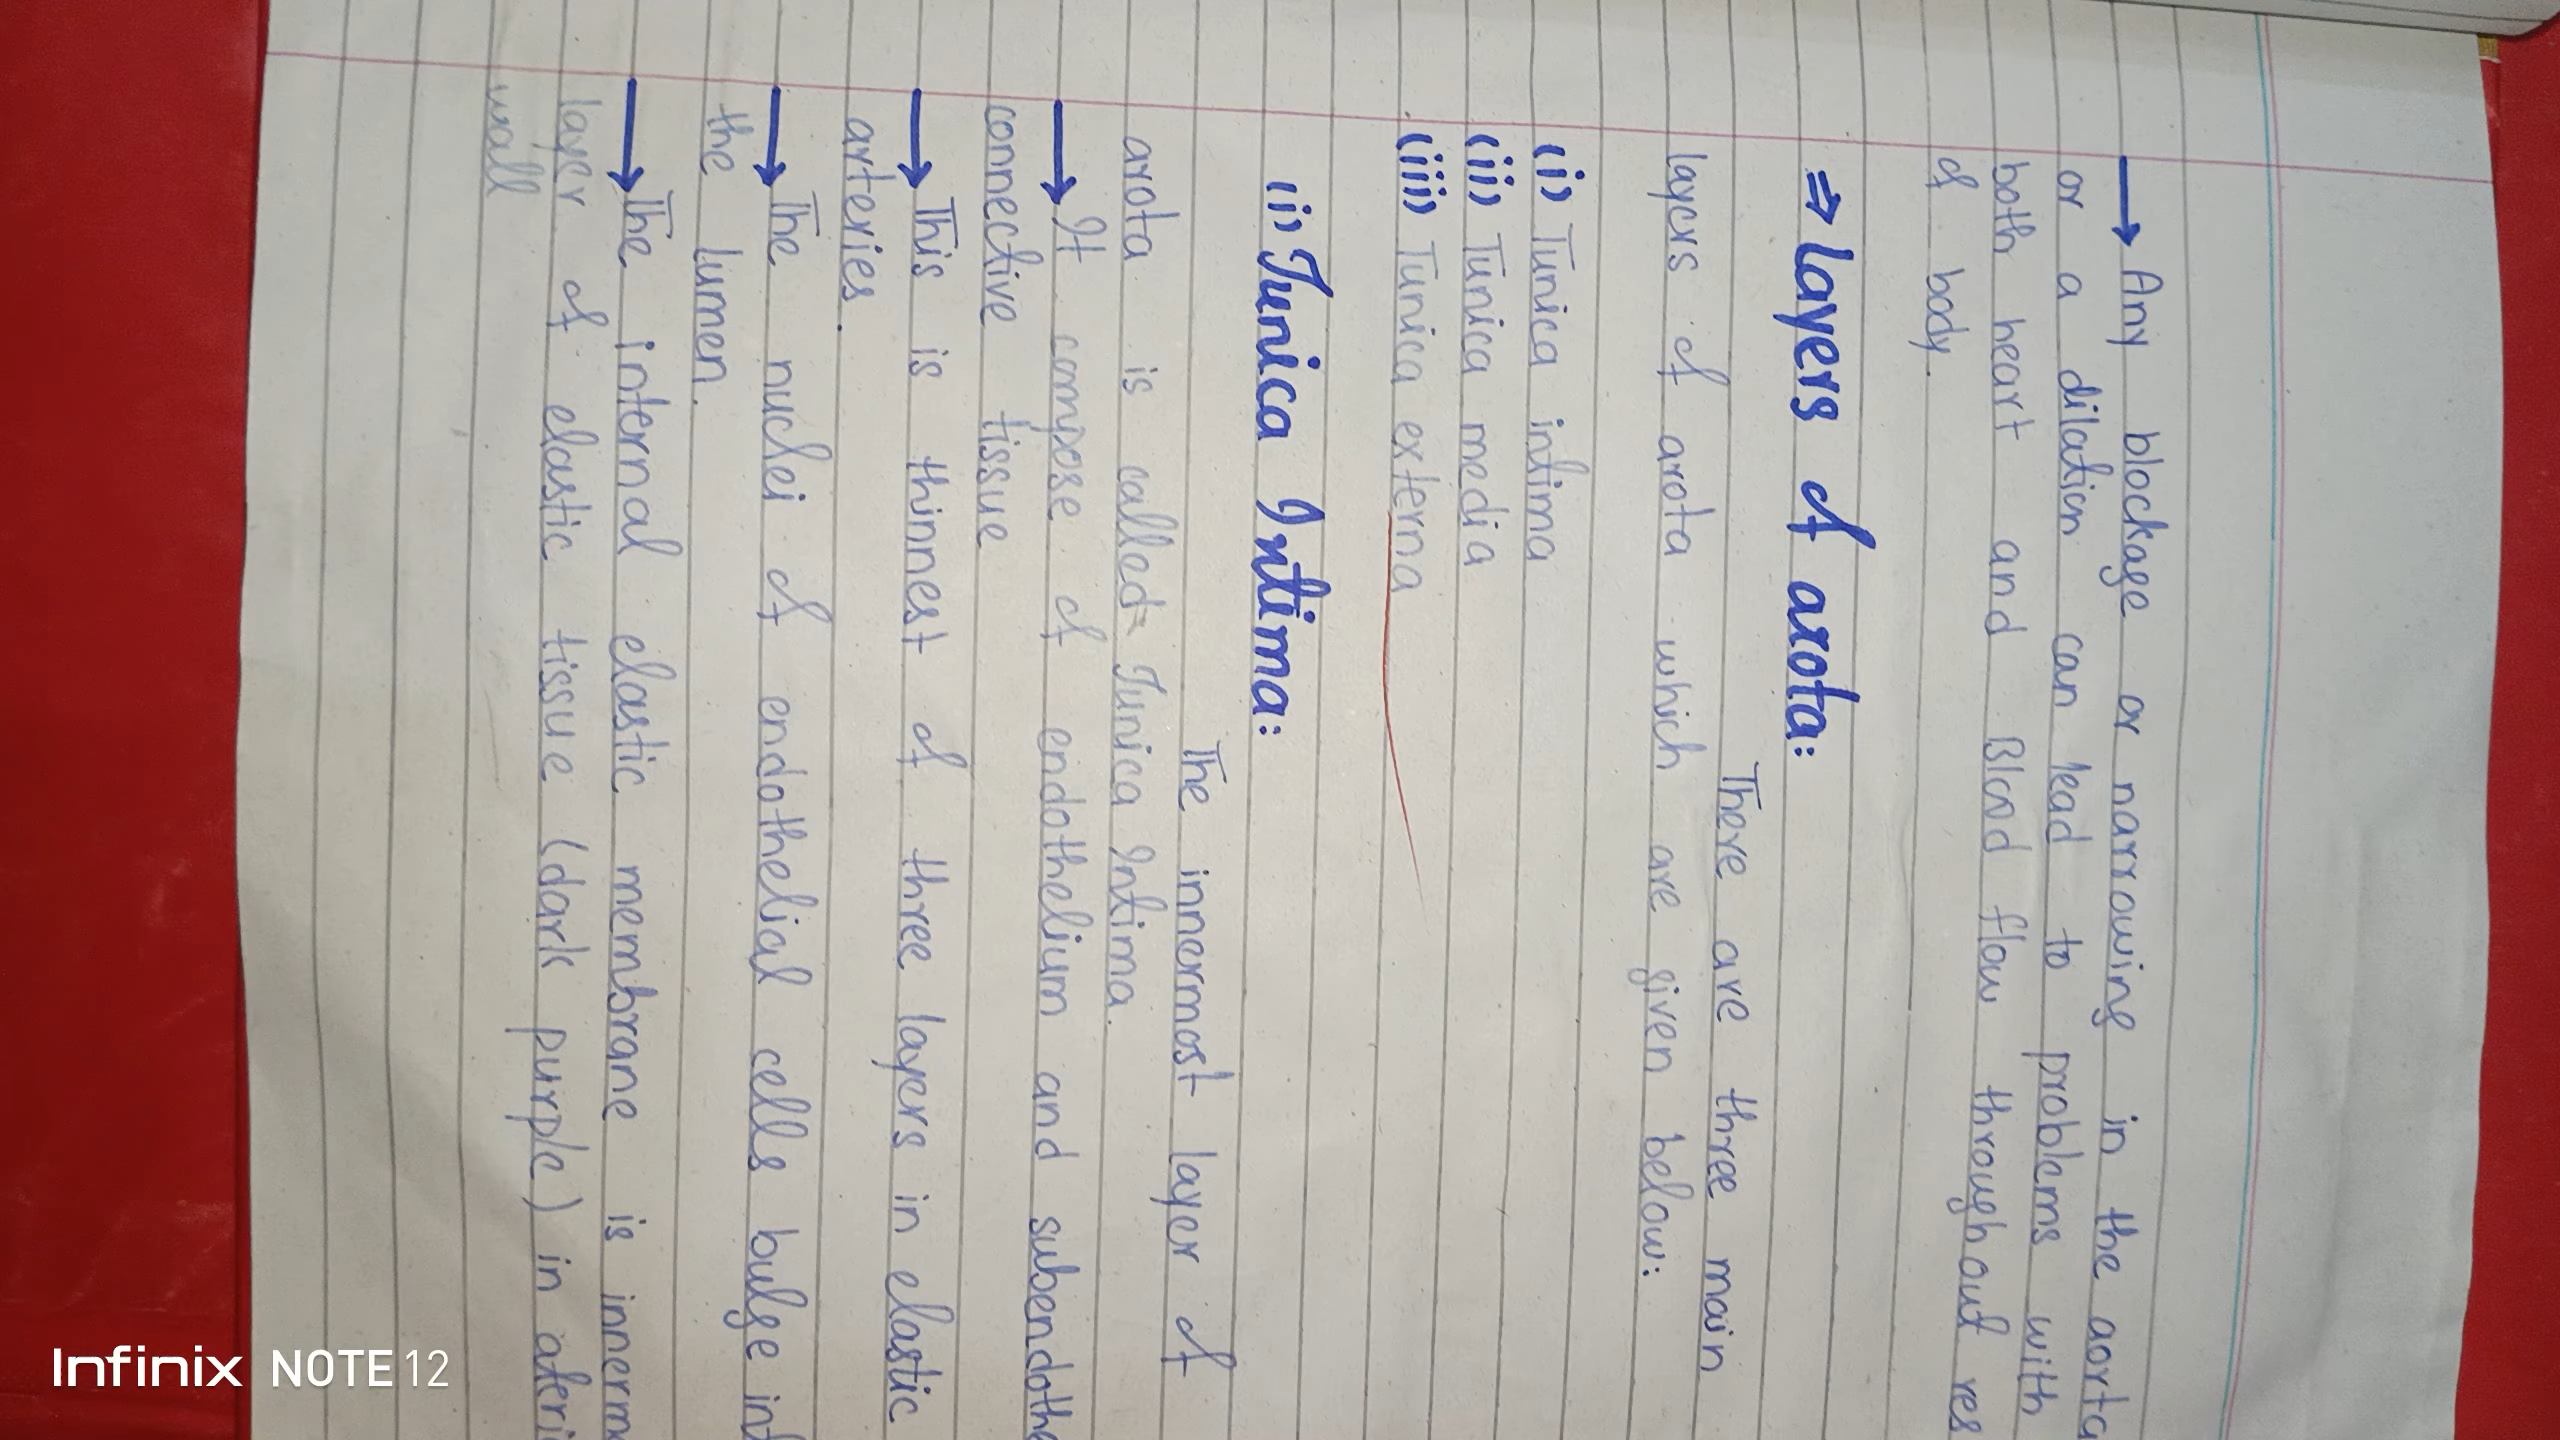 → Any blockage or narrowing in the aorta
or a dilation can lead to problems with
both heart and Blood flow throughout res
of body.
⇒ layers of arota:
There are three main
layers of arota which are given below:
(i) Tunica intima
(ii) Tunica media
(iii) Tunica externa
(i) Tunica Intima:
The innermost layer of
arota is called Tunica Intima.
→ It compose of endothelium and subendothe
connective tissue
→ This is thinnest of three layers in elastic
arteries.
→ The nuclei of endothelial cells bulge int
the lumen.
→ The internal elastic membrane is innerm
layer of elastic tissue (dark purple) in ateri
wall
Infinix NOTE 12